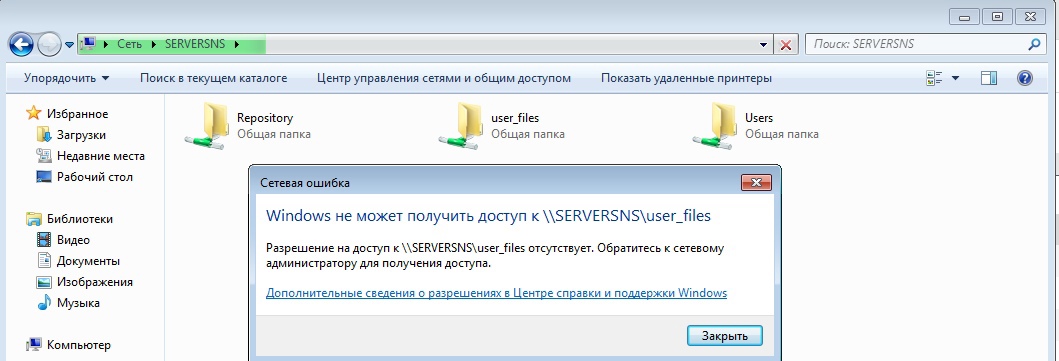 Сеть SERVERSNS
Поиск: SERVERSNS
Упорядочить Поиск в текущем каталоге Центр управления сетями и общим доступом Показать удаленные принтеры
Избранное
Загрузки
Недавние места
Рабочий стол
Библиотеки
Видео
Документы
Изображения
Музыка
Компьютер
Repository
Общая папка
user_files
Общая папка
Users
Общая папка
Сетевая ошибка
Windows не может получить доступ к \\SERVERSNS\user_files
Разрешение на доступ к \\SERVERSNS\user_files отсутствует. Обратитесь к сетевому
администратору для получения доступа.
Дополнительные сведения о разрешениях в Центре справки и поддержки Windows
Закрыть